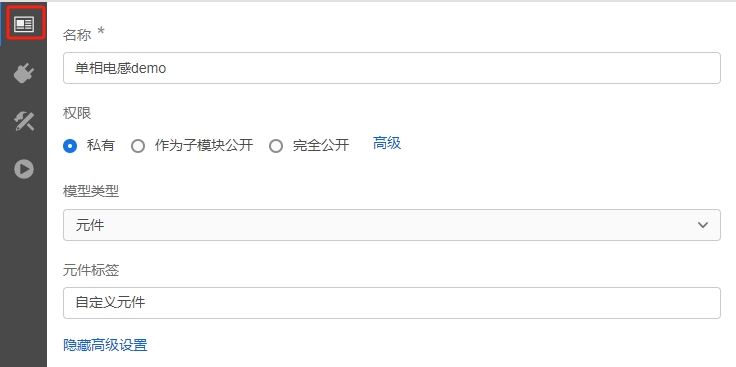 名称 *
单相电感demo
权限
私有 作为子模块公开 完全公开 高级
模型类型
元件
元件标签
自定义元件
隐藏高级设置